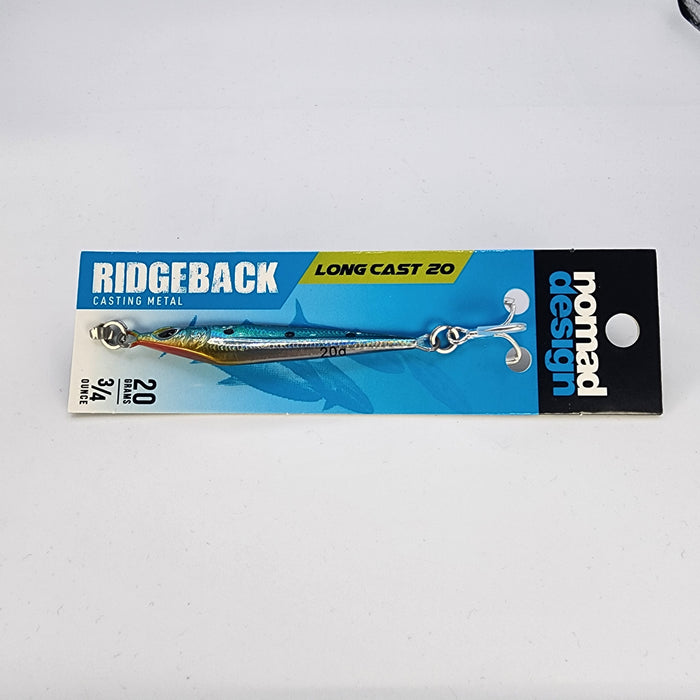 RIDGEBACK
CASTING METAL
LONG CAST 20
20g
20
GRAMS
3/4
OUNCE
nomad
design